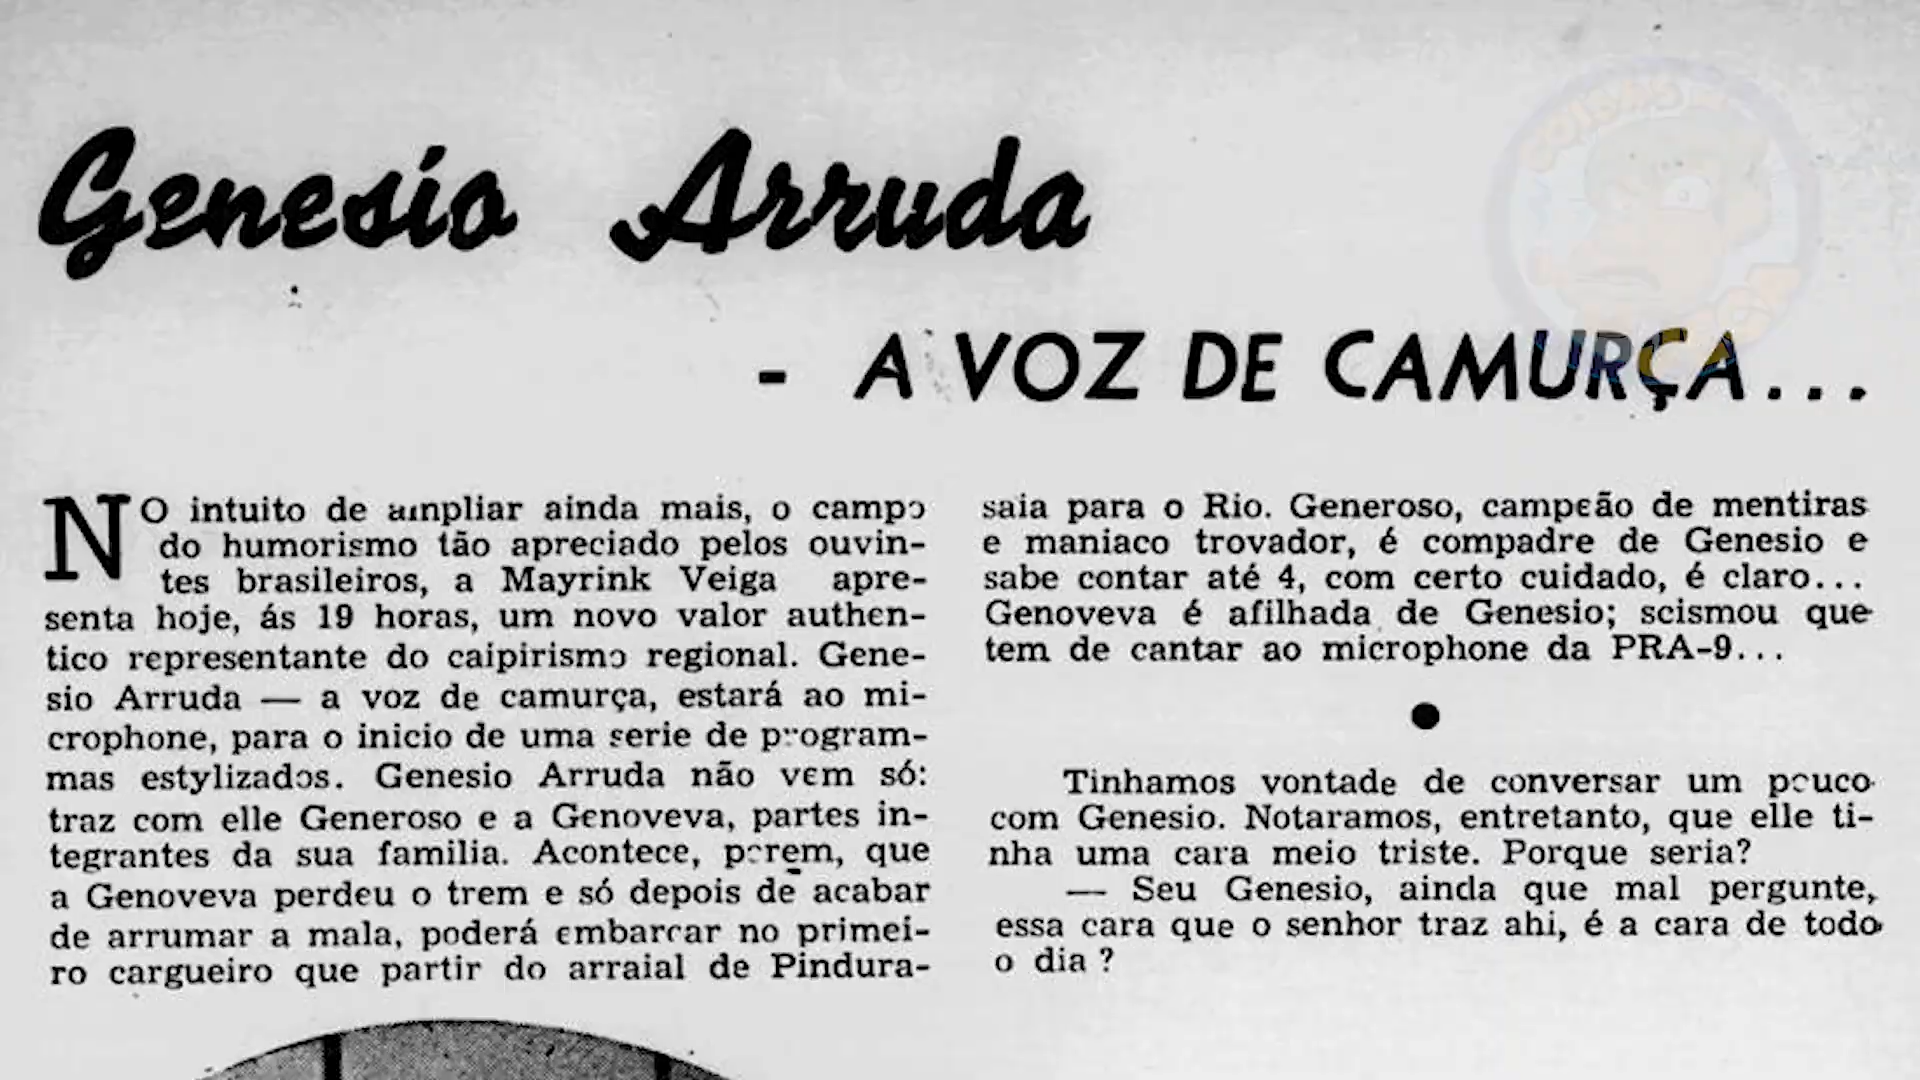 Genesio Arruda
- A VOZ DE CAMURÇA...
NO intuito de ampliar ainda mais, o campo
do humorismo tão apreciado pelos ouvin-
tes brasileiros, a Mayrink Veiga apre-
senta hoje, ás 19 horas, um novo valor authen-
tico representante do caipirismo regional. Gene-
sio Arruda — a voz de camurça, estará ao mi-
crophone, para o inicio de uma serie de program-
mas estylizados. Genesio Arruda não vem só:
traz com elle Generoso e a Genoveva, partes in-
tegrantes da sua familia. Acontece, porem, que
a Genoveva perdeu o trem e só depois de acabar
de arrumar a mala, poderá embarcar no primei-
ro cargueiro que partir do arraial de Pindura-
saia para o Rio. Generoso, campeão de mentiras
e maniaco trovador, é compadre de Genesio e
sabe contar até 4, com certo cuidado, é claro...
Genoveva é afilhada de Genesio; scismou que
tem de cantar ao microphone da PRA-9...
Tinhamos vontade de conversar um pouco
com Genesio. Notaramos, entretanto, que elle ti-
nha uma cara meio triste. Porque seria?
— Seu Genesio, ainda que mal pergunte,
essa cara que o senhor traz ahi, é a cara de todo
o dia ?